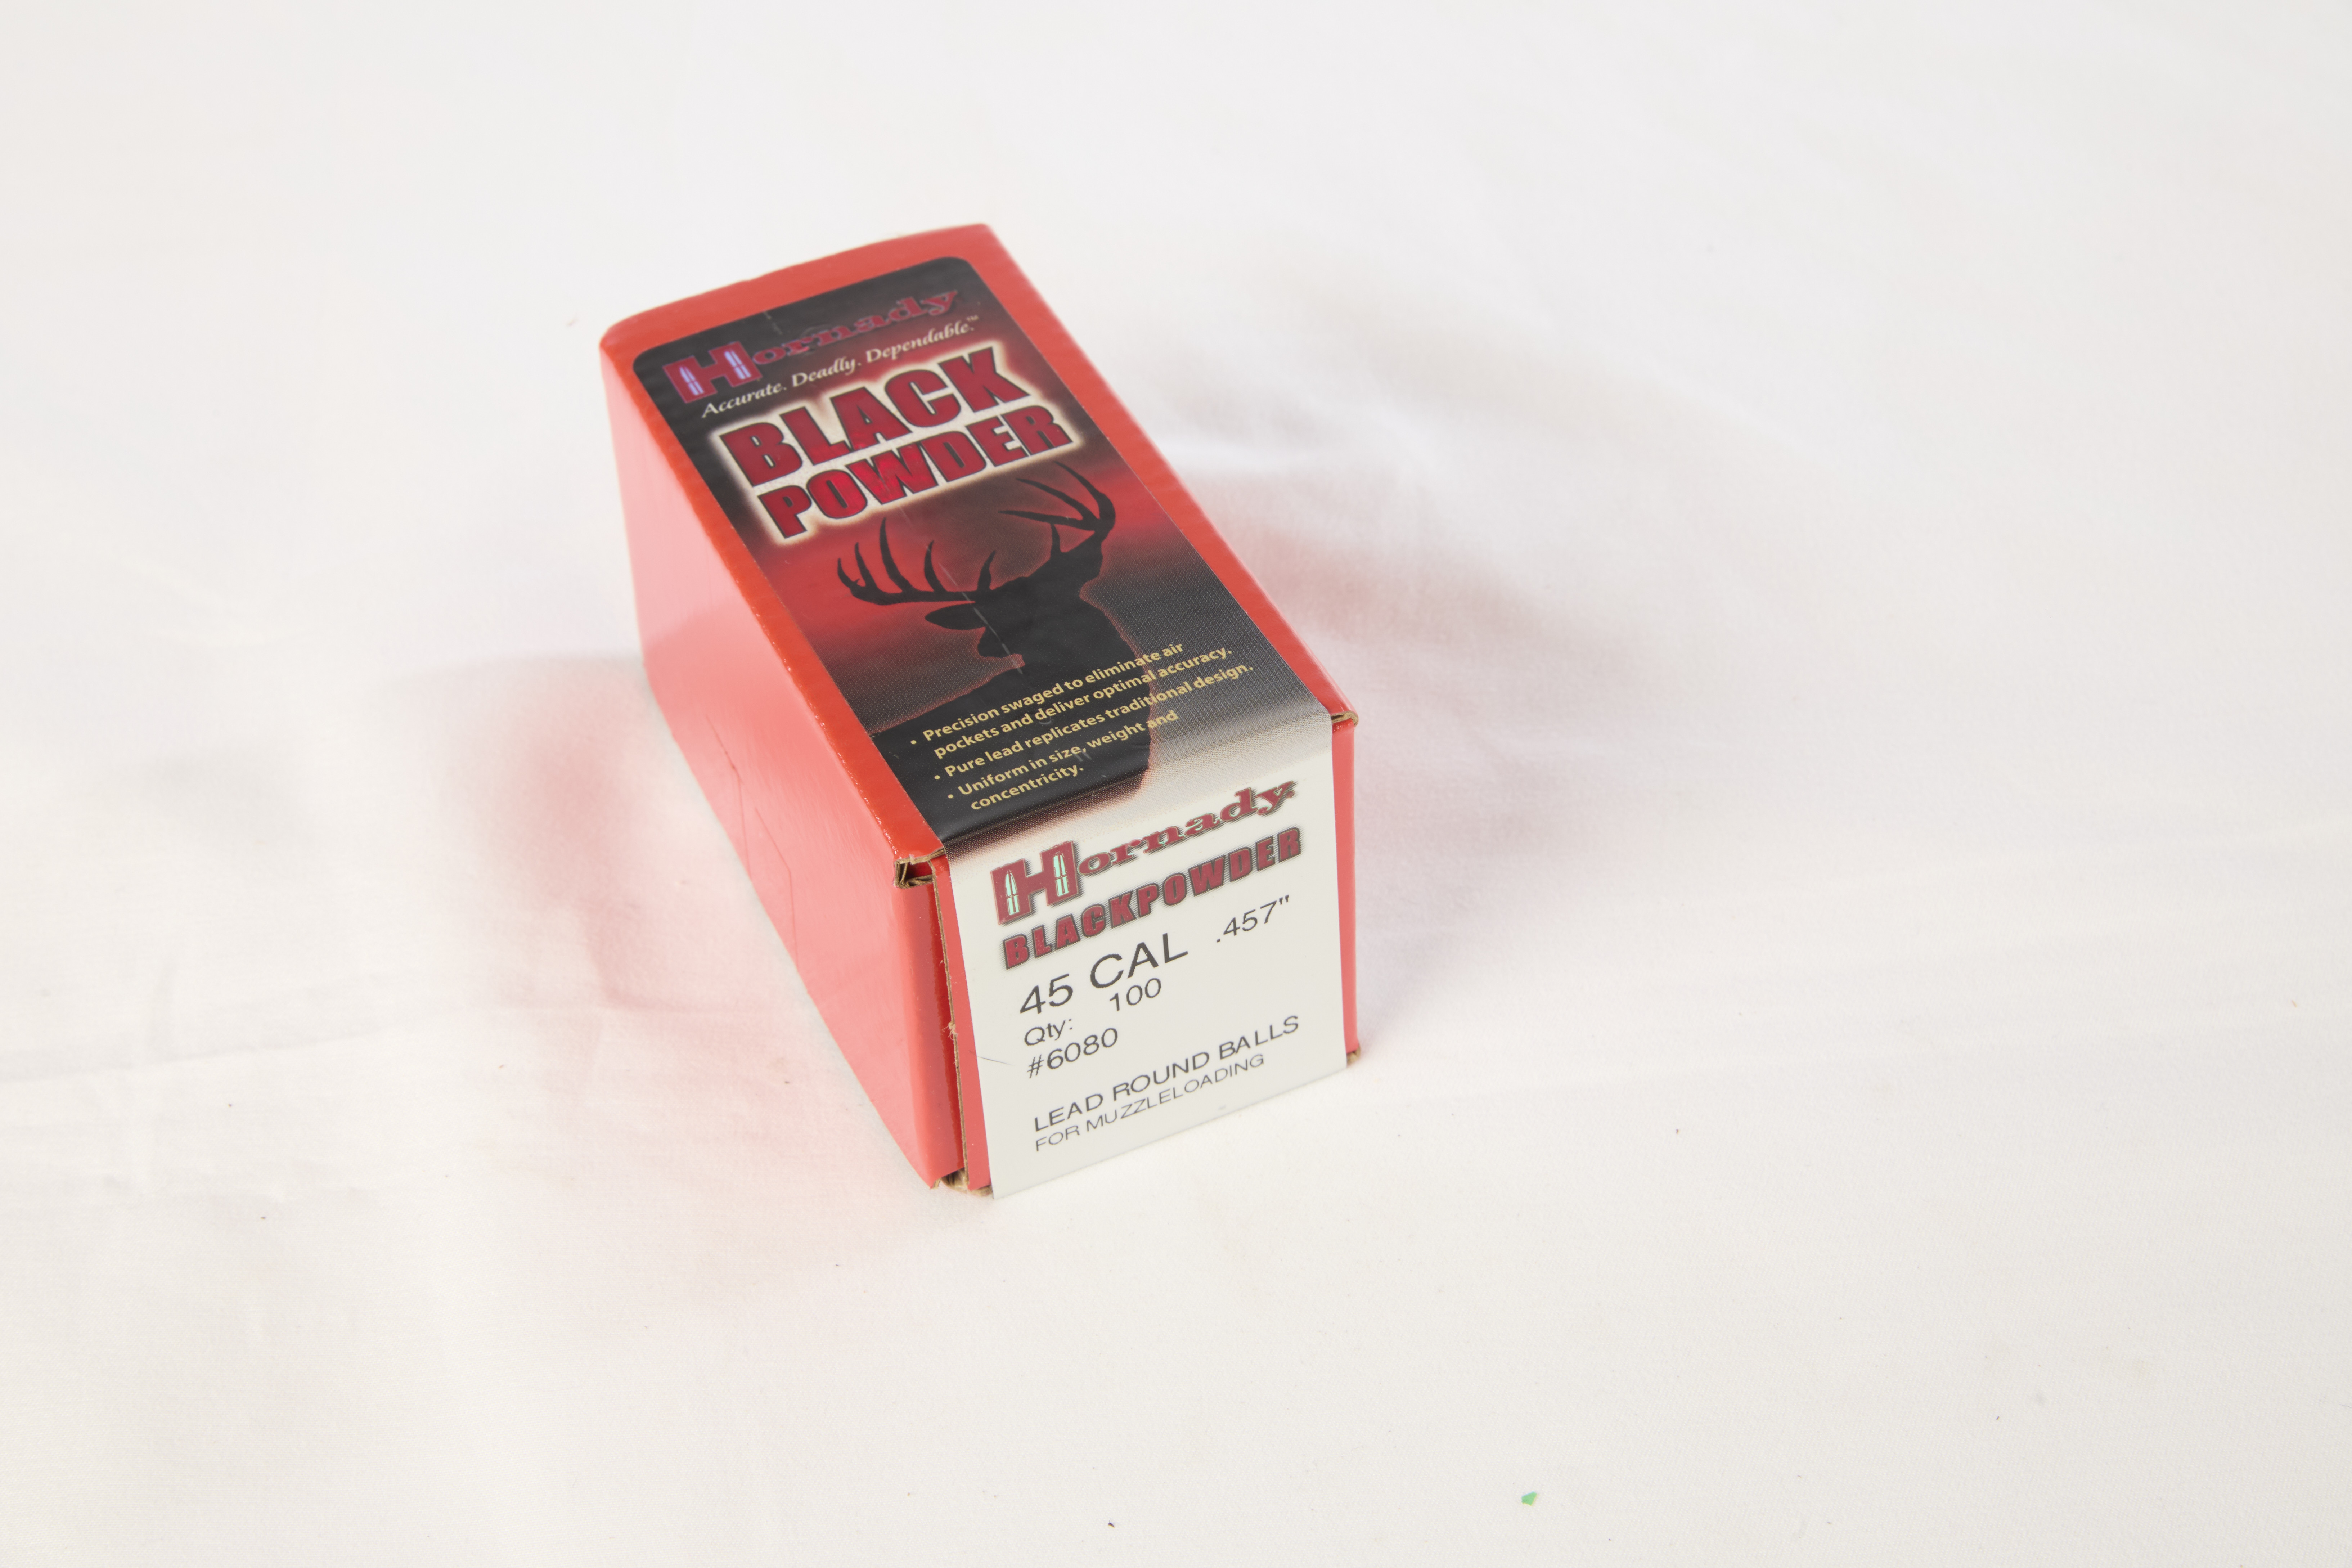 Hornady
Accurate. Deadly. Dependable.™
BLACK
POWDER
• Precision swaged to eliminate air
pockets and deliver optimal accuracy.
• Pure lead replicates traditional design.
• Uniform in size, weight and
concentricity.
Hornady
BLACKPOWDER
45 CAL .457"
Qty: 100
#6080
LEAD ROUND BALLS
FOR MUZZLELOADING